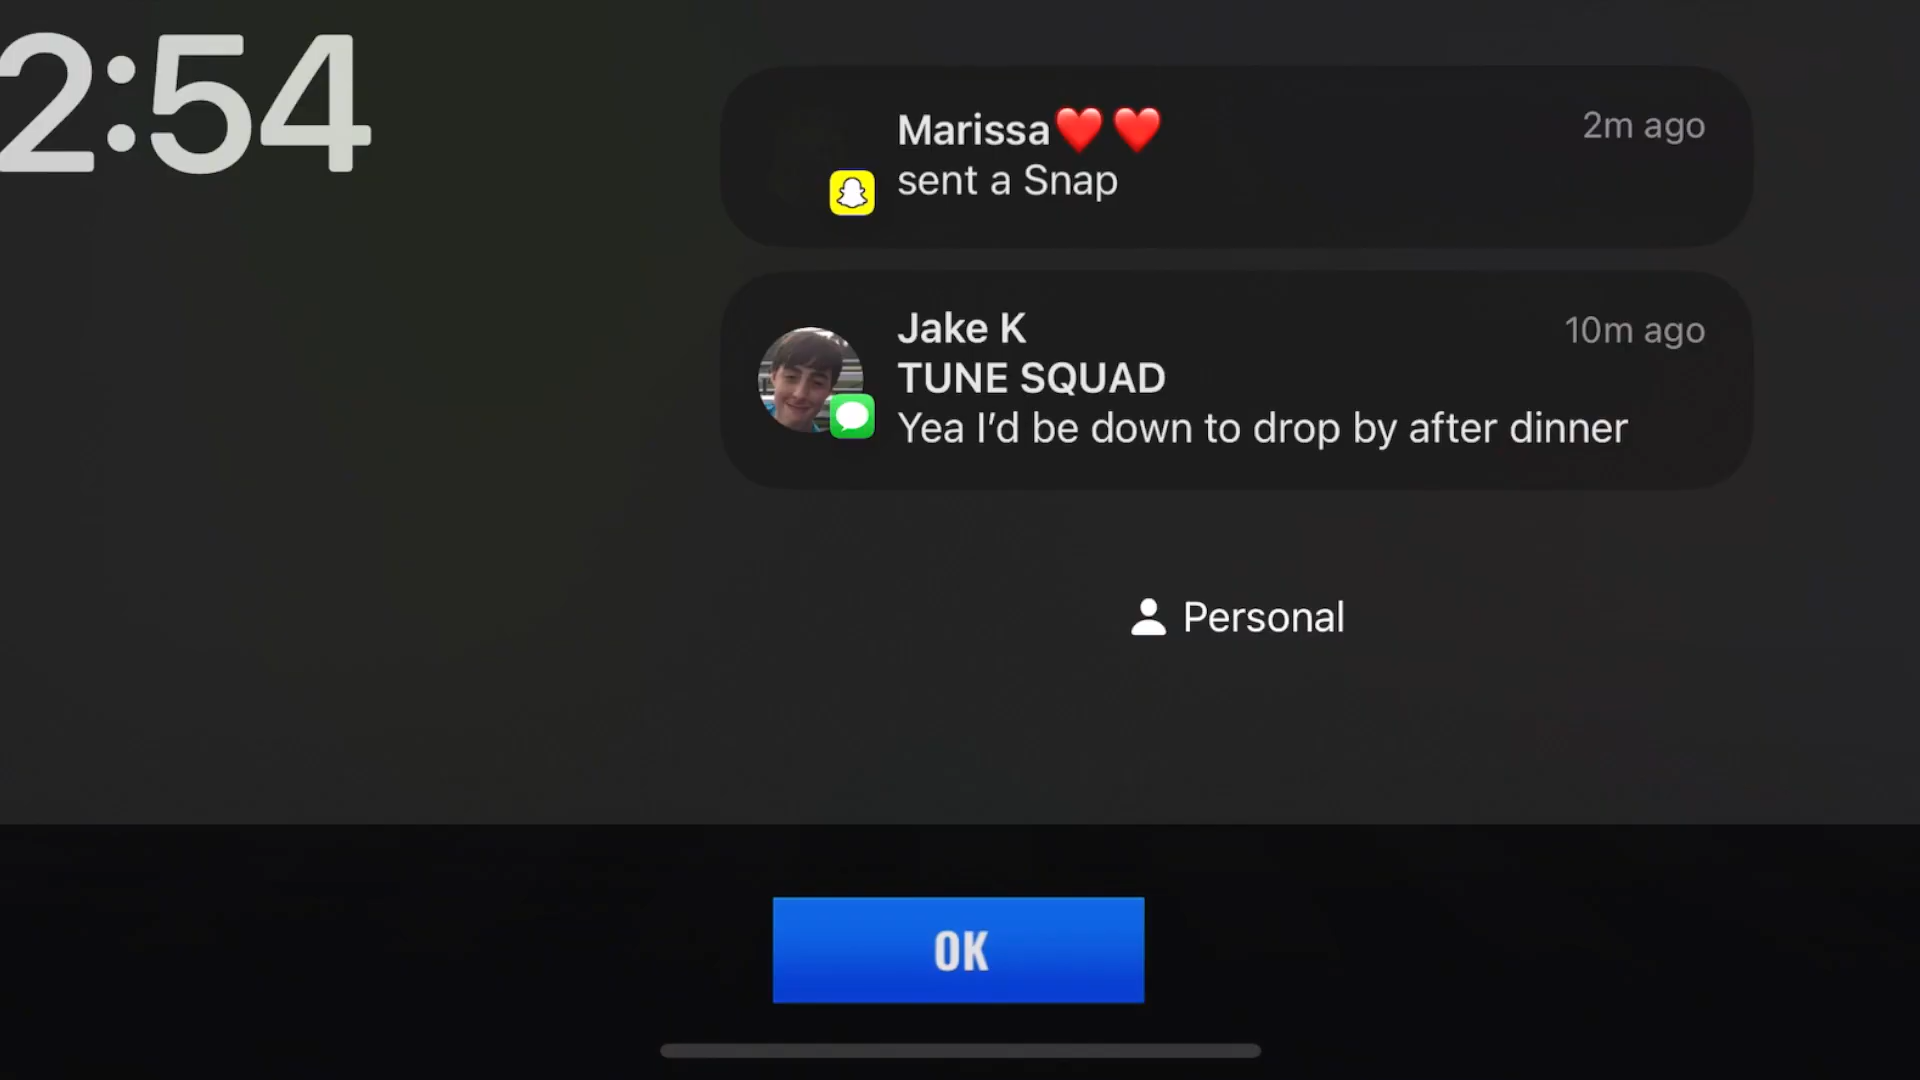 2:54
Marissa❤️❤️
2m ago
sent a Snap
Jake K
10m ago
TUNE SQUAD
Yea I’d be down to drop by after dinner
Personal
OK